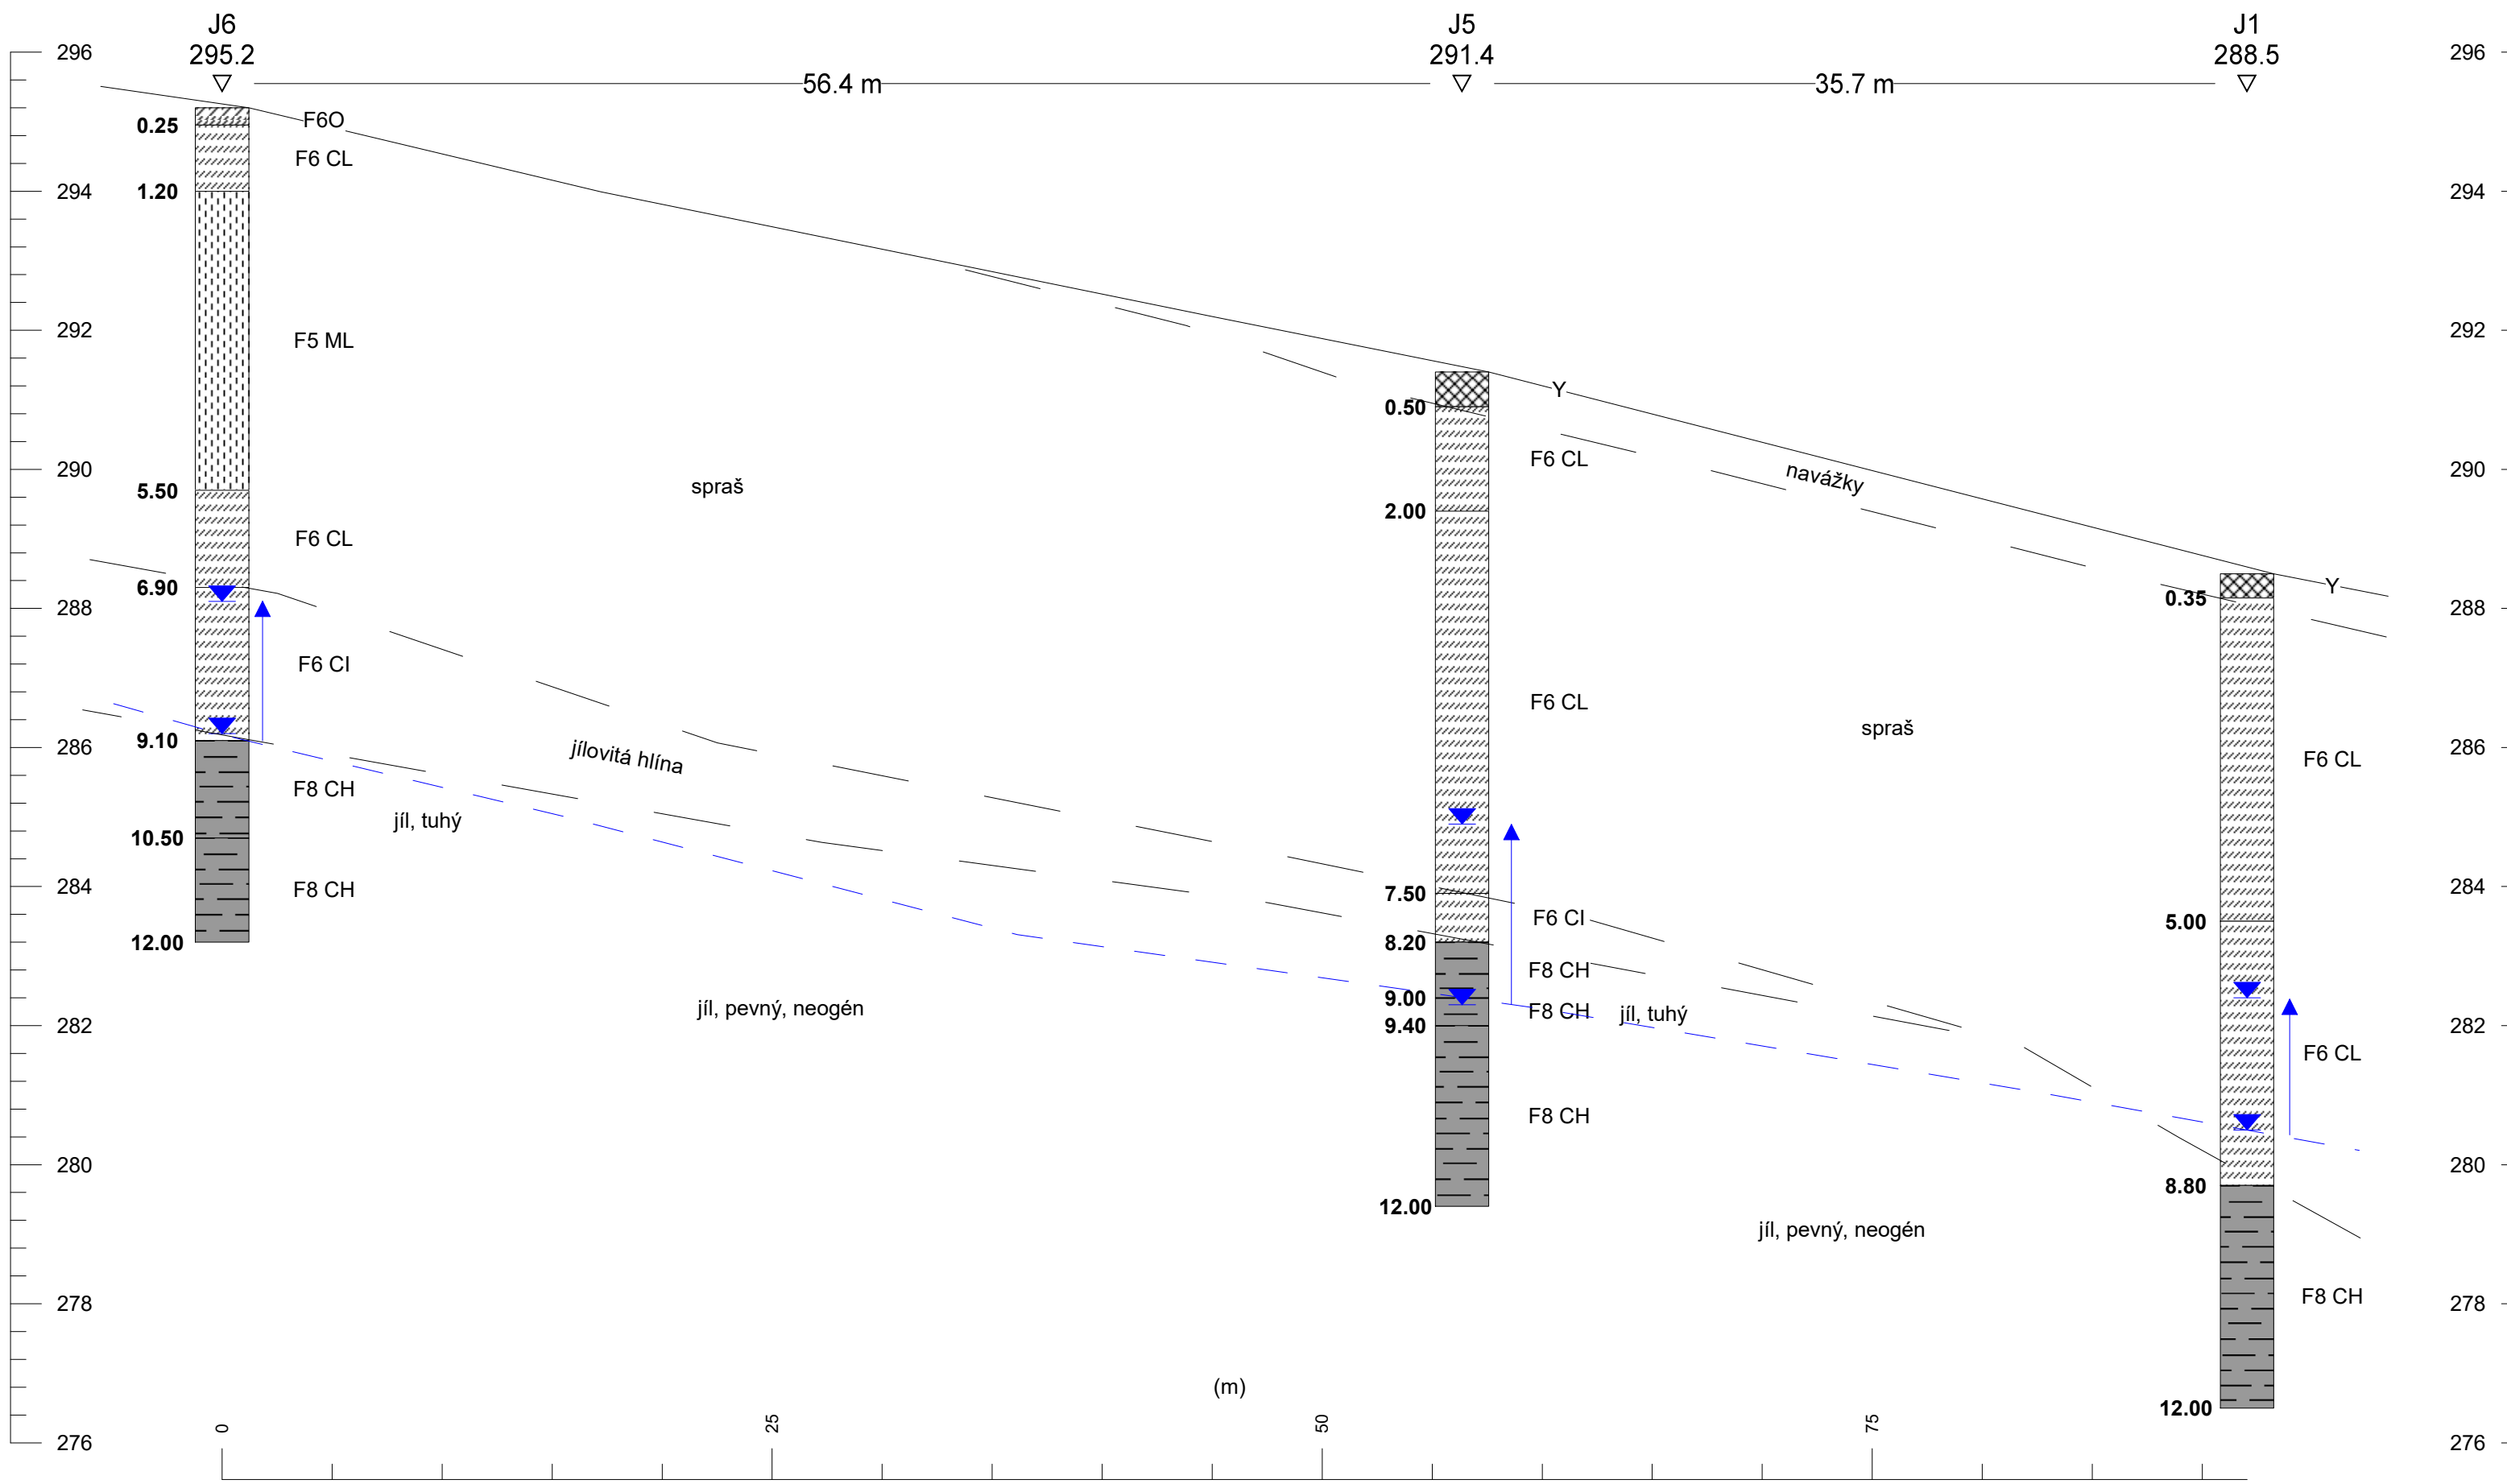 J6
295.2
J5
291.4
J1
288.5
56.4 m
35.7 m
296
294
292
290
288
286
284
282
280
278
276
296
294
292
290
288
286
284
282
280
278
276
0.25
1.20
5.50
6.90
9.10
10.50
12.00
F6O
F6 CL
F5 ML
F6 CL
F6 CI
F8 CH
F8 CH
spraš
jílovitá hlína
jíl, tuhý
jíl, pevný, neogén
0.50
2.00
7.50
8.20
9.00
9.40
12.00
Y
F6 CL
F6 CL
F6 CI
F8 CH
F8 CH
F8 CH
navážky
spraš
jíl, tuhý
jíl, pevný, neogén
0.35
5.00
8.80
12.00
Y
F6 CL
F6 CL
F8 CH
(m)
0
25
50
75